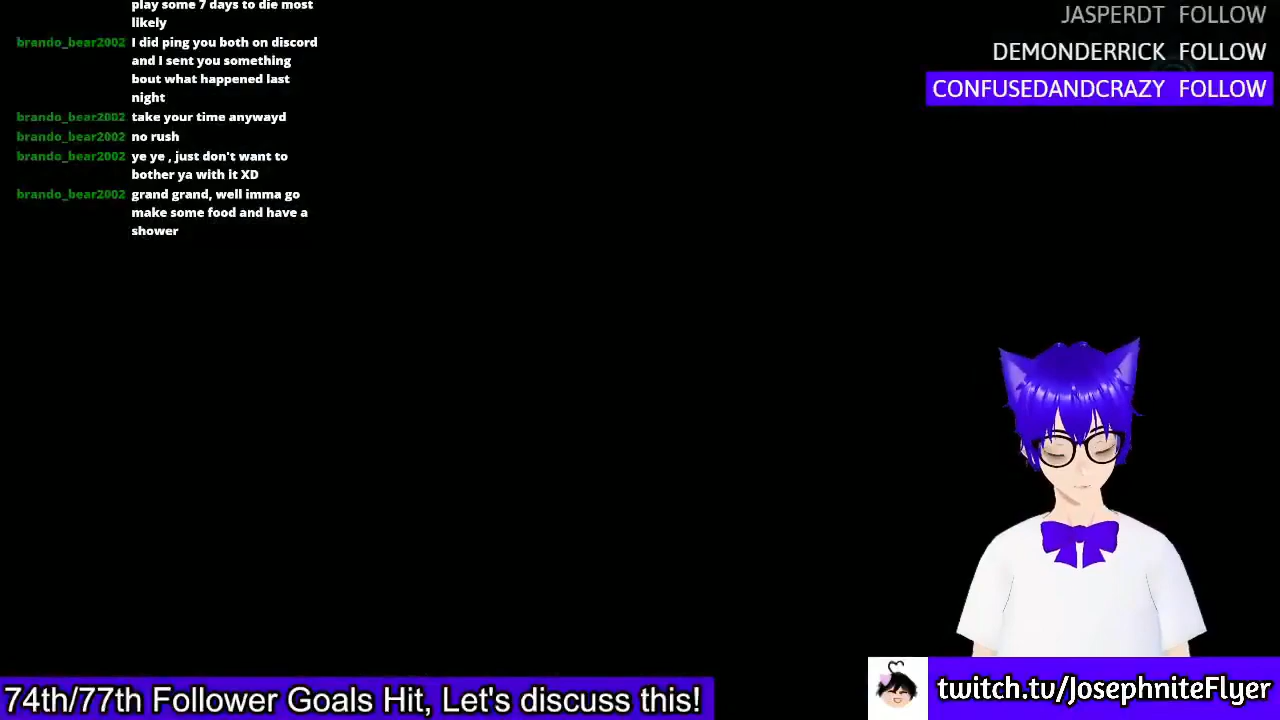 play some 7 days to die most
likely
brando_bear2002 I did ping you both on discord
and I sent you something
bout what happened last
night
brando_bear2002 take your time anywayd
brando_bear2002 no rush
brando_bear2002 ye ye , just don't want to
bother ya with it XD
brando_bear2002 grand grand, well imma go
make some food and have a
shower
JASPERDT FOLLOW
DEMONDERRICK FOLLOW
CONFUSEDANDCRAZY FOLLOW
74th/77th Follower Goals Hit, Let's discuss this!
twitch.tv/JosephniteFlyer